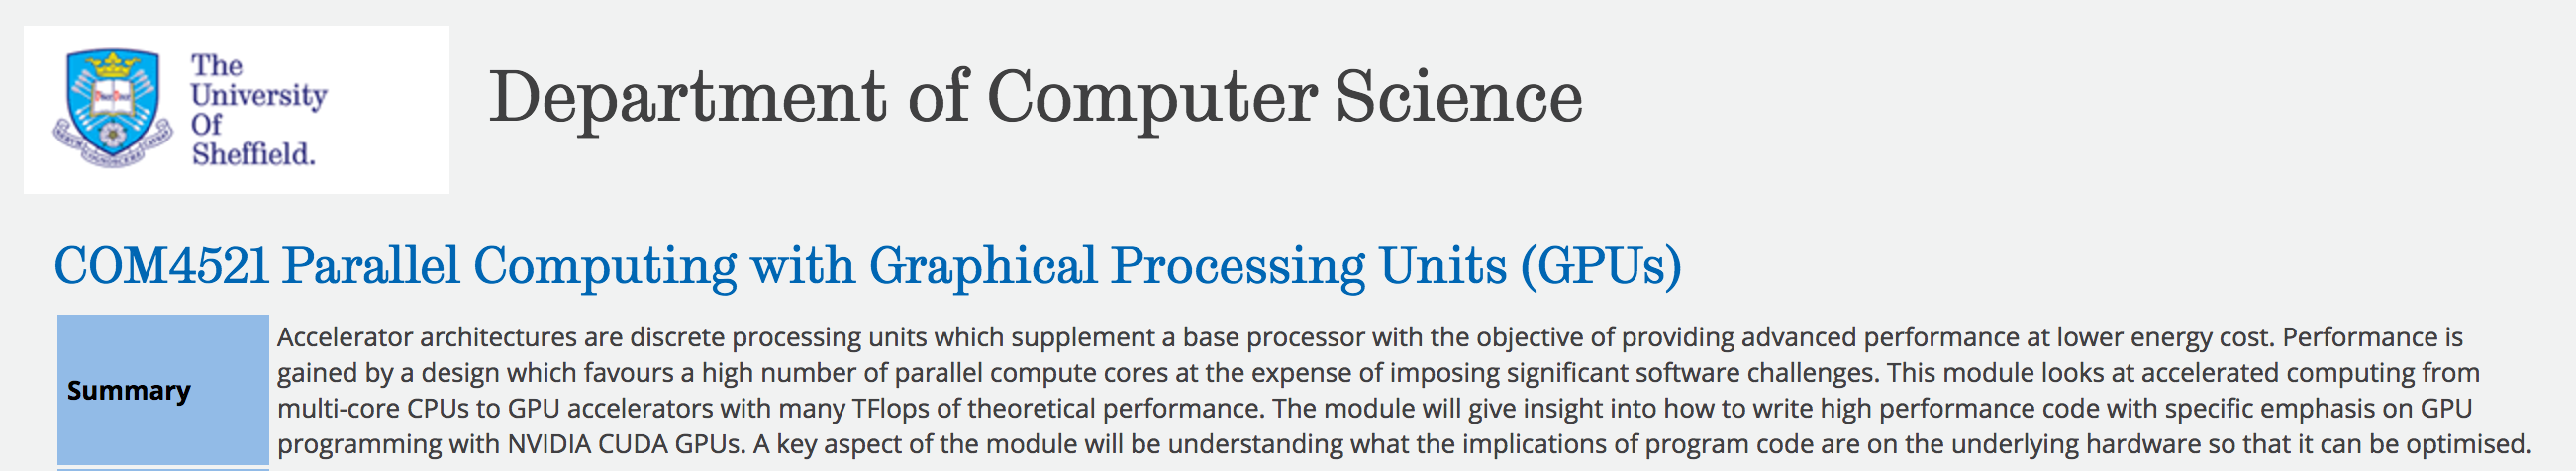 The
University
Of
Sheffield.
Department of Computer Science
COM4521 Parallel Computing with Graphical Processing Units (GPUs)
Summary
Accelerator architectures are discrete processing units which supplement a base processor with the objective of providing advanced performance at lower energy cost. Performance is
gained by a design which favours a high number of parallel compute cores at the expense of imposing significant software challenges. This module looks at accelerated computing from
multi-core CPUs to GPU accelerators with many TFlops of theoretical performance. The module will give insight into how to write high performance code with specific emphasis on GPU
programming with NVIDIA CUDA GPUs. A key aspect of the module will be understanding what the implications of program code are on the underlying hardware so that it can be optimised.